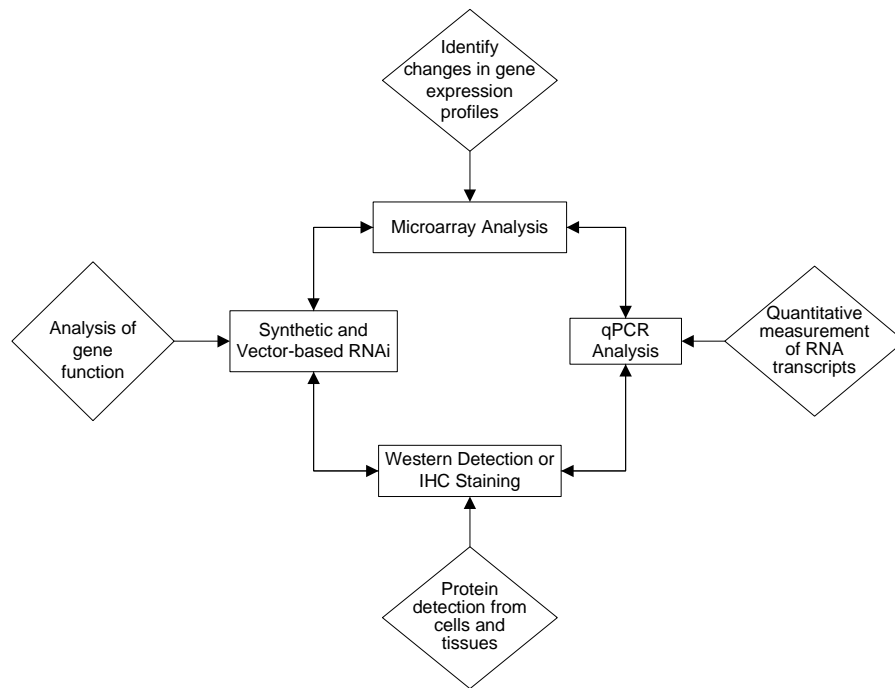 Identify
changes in gene
expression
profiles
Microarray Analysis
Analysis of
gene
function
Synthetic and
Vector-based RNAi
qPCR
Analysis
Quantitative
measurement
of RNA
transcripts
Western Detection or
IHC Staining
Protein
detection from
cells and
tissues